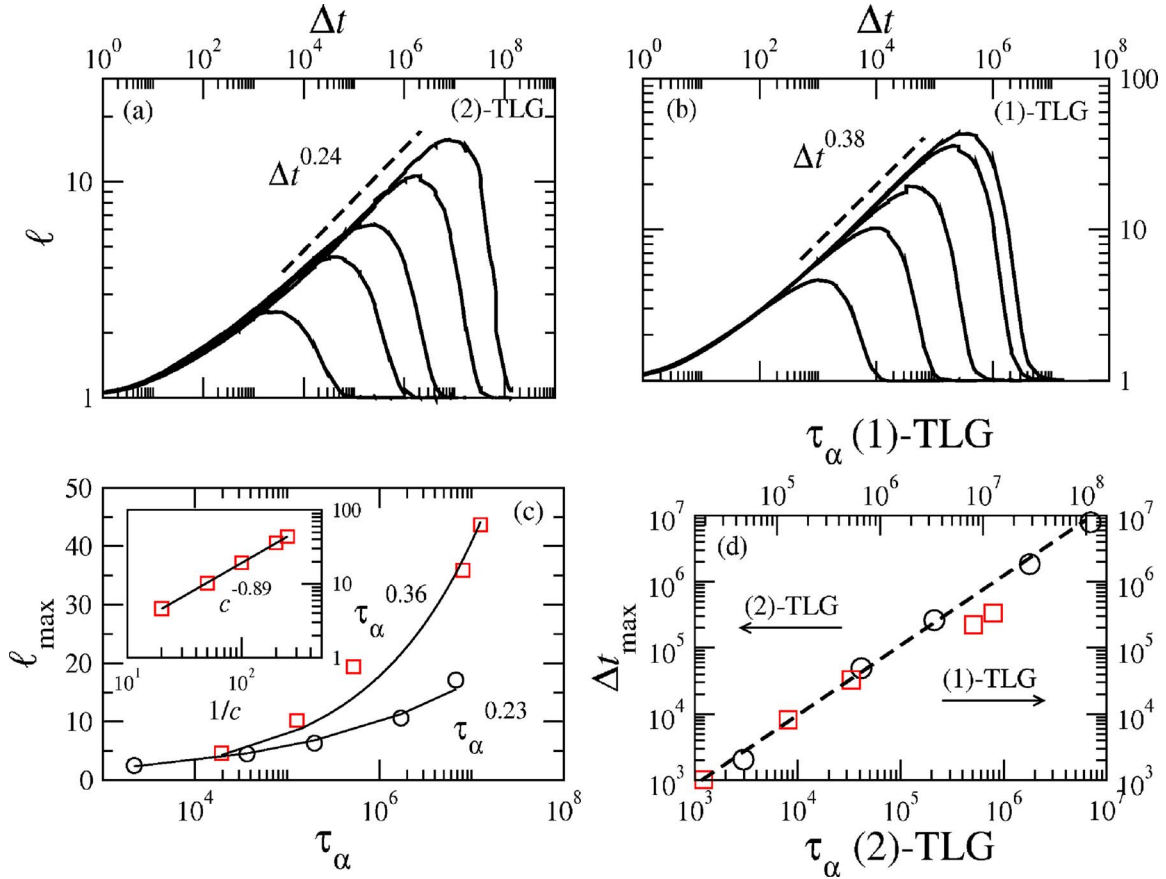 Δt
10^0 10^2 10^4 10^6 10^8
(a) (2)-TLG
Δt^0.24
10
1
ℓ
Δt
10^0 10^2 10^4 10^6 10^8
(b) (1)-TLG
Δt^0.38
100
10
1
50
40
30
20
10
0
ℓ_max
(c)
100
10
1
c^-0.89
10^1 10^2
1/c
τ_α^0.36
τ_α^0.23
10^4 10^6 10^8
τ_α
τ_α (1)-TLG
10^5 10^6 10^7 10^8
(d)
10^7
10^6
10^5
10^4
10^3
Δt_max
(2)-TLG
(1)-TLG
10^7
10^6
10^5
10^4
10^3
10^3 10^4 10^5 10^6 10^7
τ_α (2)-TLG